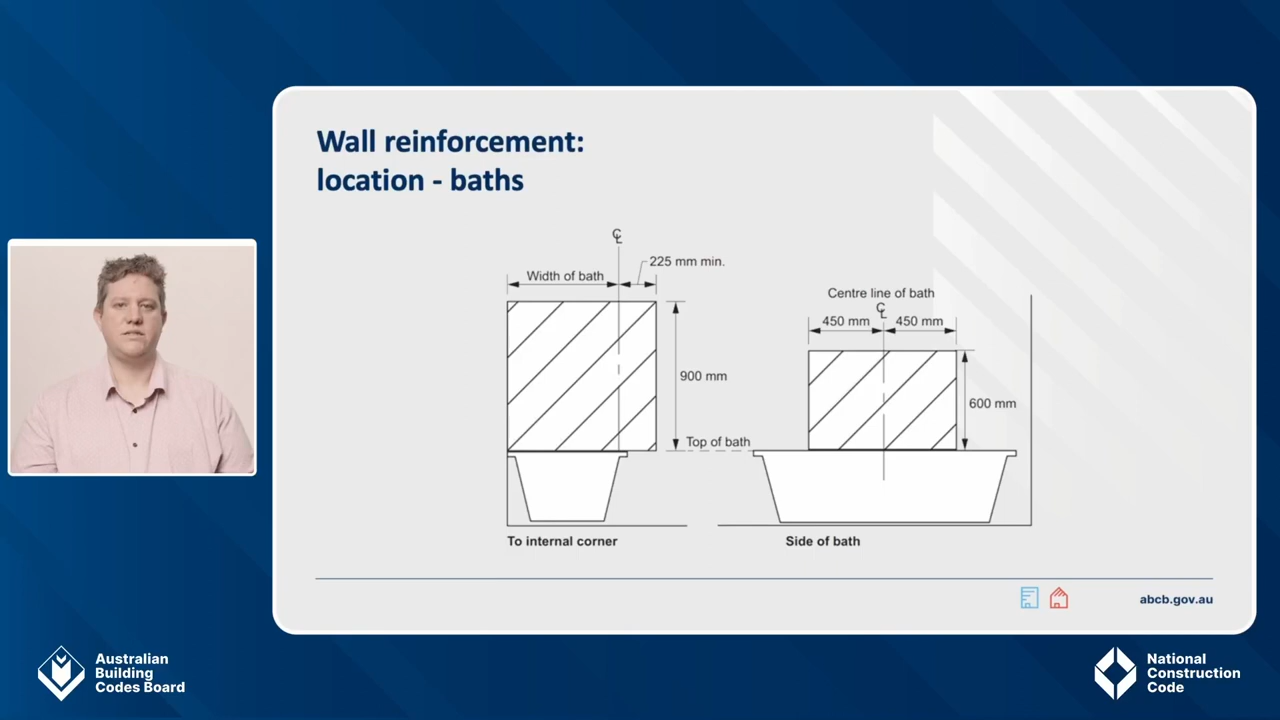 Wall reinforcement:
location - baths
℄
225 mm min.
Width of bath
900 mm
Top of bath
To internal corner
Centre line of bath
℄
450 mm 450 mm
600 mm
Side of bath
abcb.gov.au
Australian
Building
Codes Board
National
Construction
Code